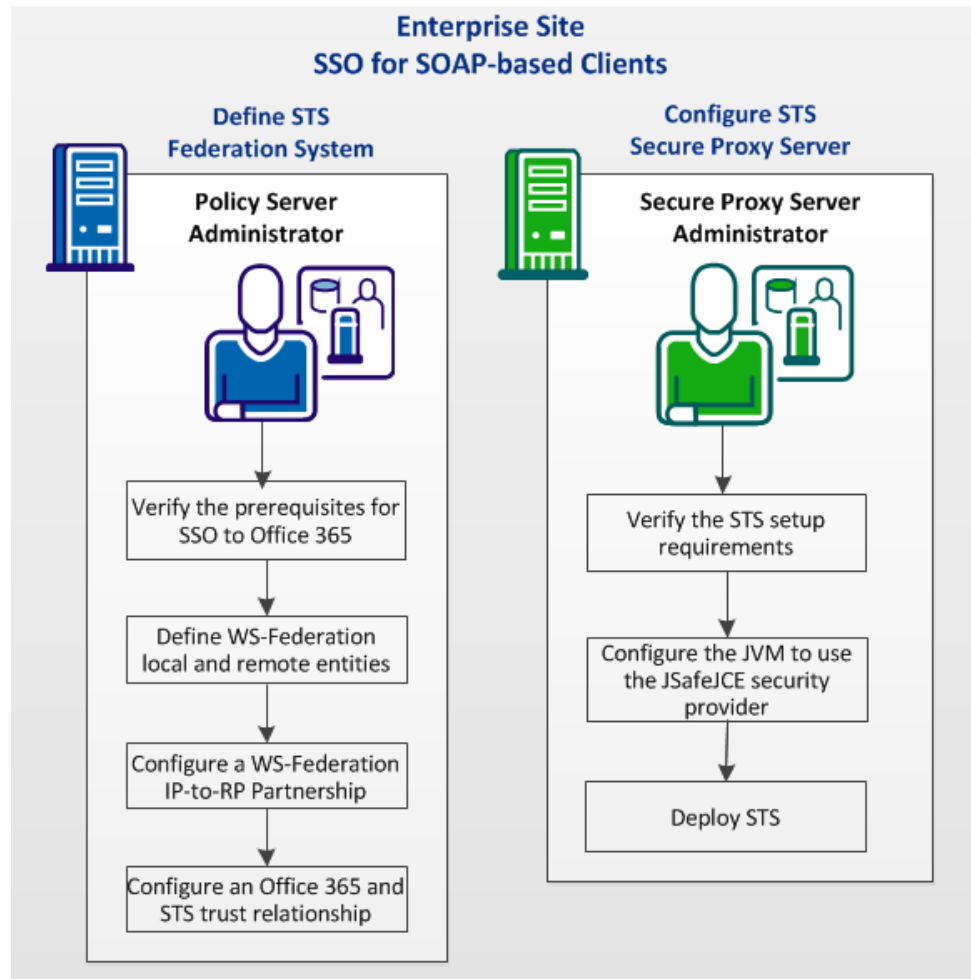 Enterprise Site
SSO for SOAP-based Clients
Define STS
Federation System
Policy Server
Administrator
Verify the prerequisites for
SSO to Office 365
Define WS-Federation
local and remote entities
Configure a WS-Federation
IP-to-RP Partnership
Configure an Office 365 and
STS trust relationship
Configure STS
Secure Proxy Server
Secure Proxy Server
Administrator
Verify the STS setup
requirements
Configure the JVM to use
the JSafeJCE security
provider
Deploy STS